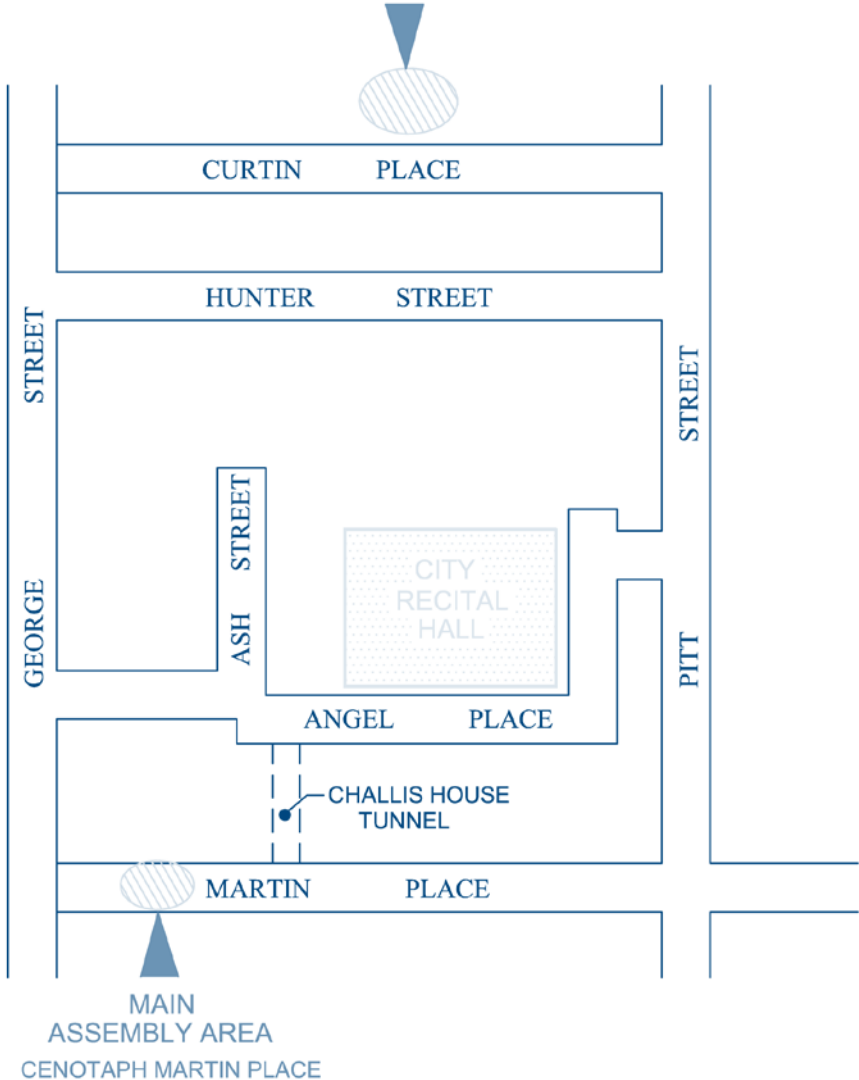 CURTIN PLACE
HUNTER STREET
GEORGE STREET
PITT STREET
ASH STREET
CITY
RECITAL
HALL
ANGEL PLACE
CHALLIS HOUSE
TUNNEL
MARTIN PLACE
MAIN
ASSEMBLY AREA
CENOTAPH MARTIN PLACE